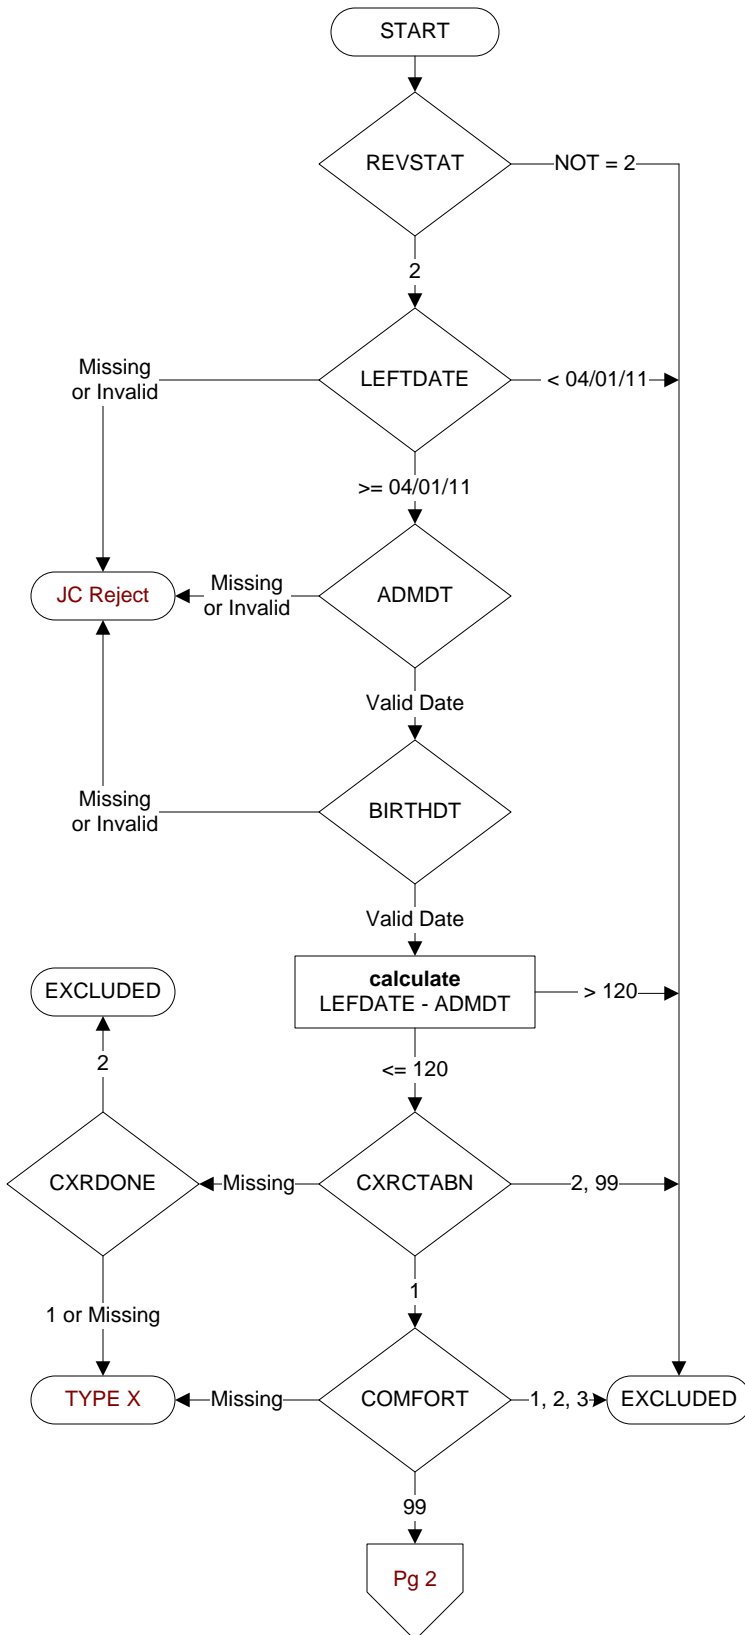 START
REVSTAT
NOT = 2
2
Missing
or Invalid
LEFTDATE
< 04/01/11
>= 04/01/11
JC Reject
Missing
or Invalid
ADMDT
Valid Date
Missing
or Invalid
BIRTHDT
Valid Date
EXCLUDED
calculate
LEFDATE - ADMDT
> 120
2
<= 120
CXRDONE
Missing
CXRCTABN
2, 99
1 or Missing
1
TYPE X
Missing
COMFORT
1, 2, 3
EXCLUDED
99
Pg 2